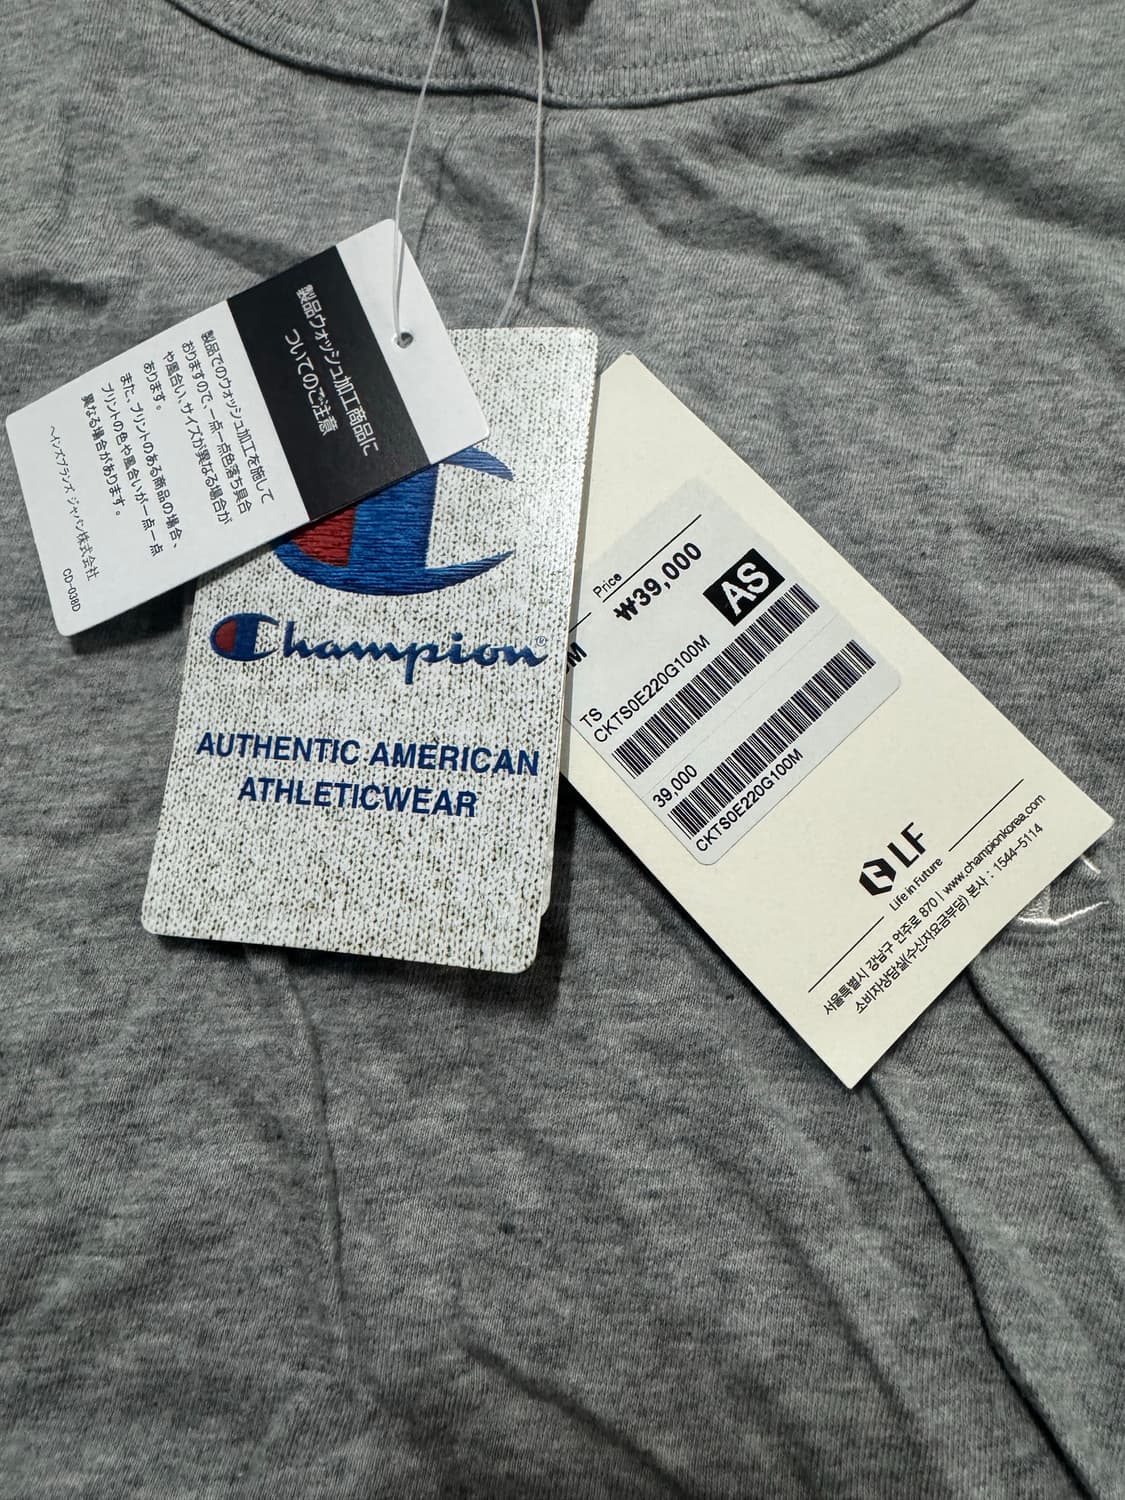 製品ウォッシュ加工商品に
ついてのご注意
製品でのウォッシュ加工を施して
おりますので、一点一点色落ち具合
や風合い、サイズが異なる場合が
あります。
また、プリントのある商品の場合、
プリントの色や風合いが一点一点
異なる場合があります。
ヘインズブランズ ジャパン株式会社
CD-038D
Champion®
AUTHENTIC AMERICAN
ATHLETICWEAR
M
Price
₩39,000
AS
TS
CKTS0E220G100M
39,000
CKTS0E220G100M
LF
Life in Future
서울특별시 강남구 언주로 870 | www.championkorea.com
소비자상담실(수신자요금부담) 본사 : 1544-5114